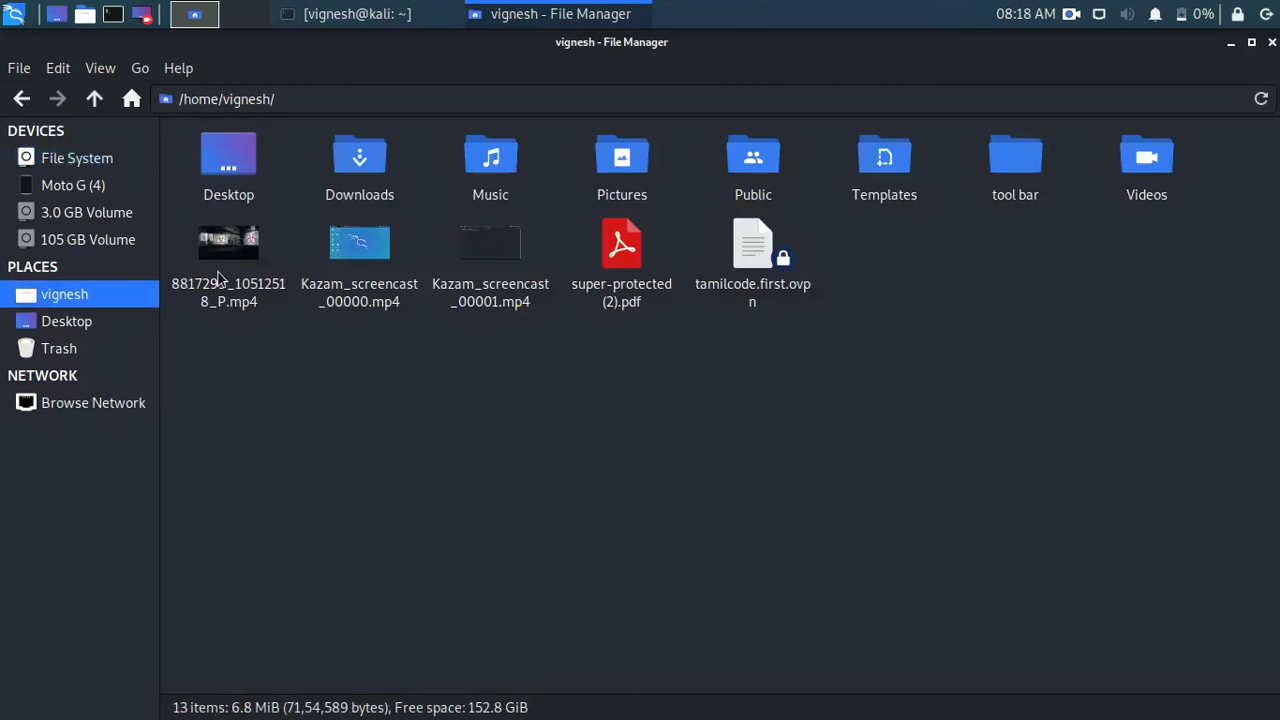 [vignesh@kali: ~]
vignesh - File Manager
08:18 AM
0%
vignesh - File Manager
File Edit View Go Help
/home/vignesh/
DEVICES
File System
Moto G (4)
3.0 GB Volume
105 GB Volume
PLACES
vignesh
Desktop
Trash
NETWORK
Browse Network
Desktop
Downloads
Music
Pictures
Public
Templates
tool bar
Videos
8_P.mp4
Kazam_screencast
_00000.mp4
Kazam_screencast
_00001.mp4
super-protected
(2).pdf
tamilcode.first.ovp
n
13 items: 6.8 MiB (71,54,589 bytes), Free space: 152.8 GiB